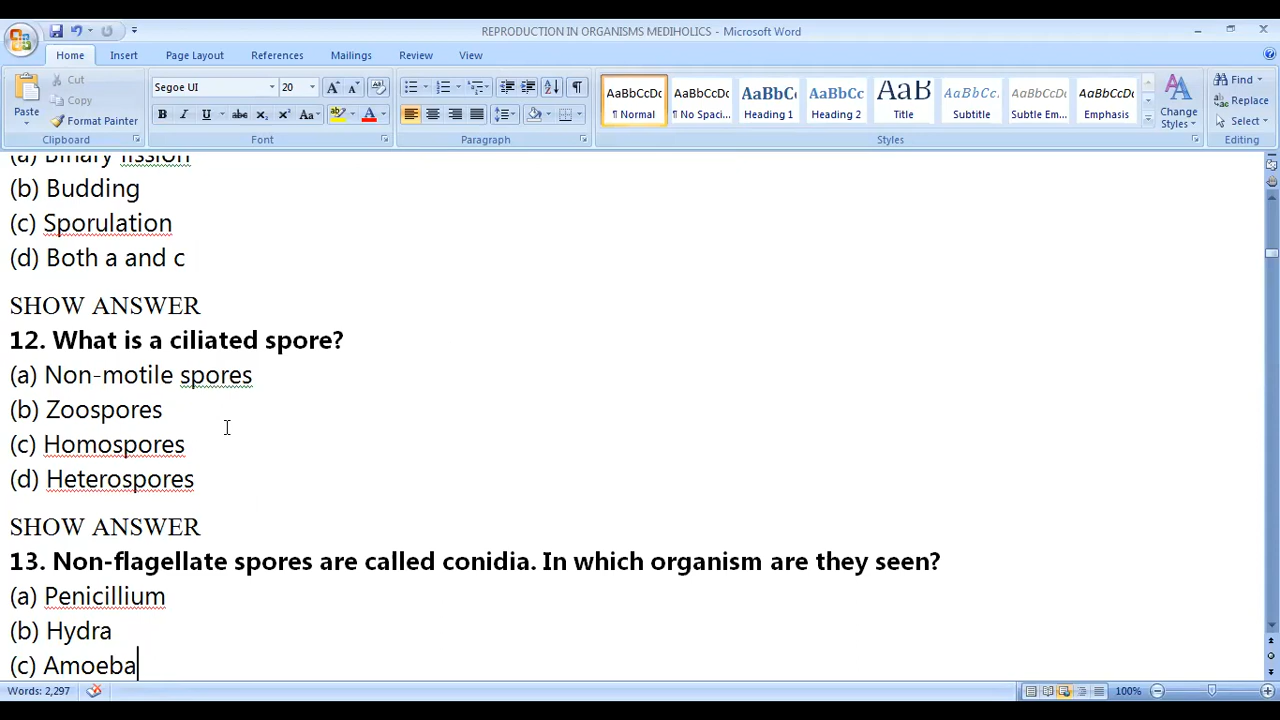 REPRODUCTION IN ORGANISMS MEDIHOLICS - Microsoft Word
Home Insert Page Layout References Mailings Review View
Paste
Cut
Copy
Format Painter
Clipboard
Segoe UI 20
Font
Paragraph
AaBbCcDc AaBbCcDc AaBbC AaBbCc AaB AaBbCc. AaBbCcDc AaBbCcDc
¶ Normal ¶ No Spaci... Heading 1 Heading 2 Title Subtitle Subtle Em... Emphasis
Styles
Change Styles
Find
Replace
Select
Editing
(a) Binary fission
(b) Budding
(c) Sporulation
(d) Both a and c
SHOW ANSWER
12. What is a ciliated spore?
(a) Non-motile spores
(b) Zoospores
(c) Homospores
(d) Heterospores
SHOW ANSWER
13. Non-flagellate spores are called conidia. In which organism are they seen?
(a) Penicillium
(b) Hydra
(c) Amoeba
Words: 2,297
100%